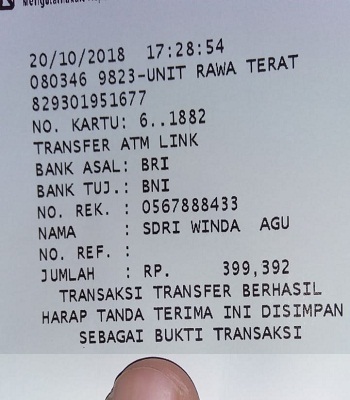 20/10/2018 17:28:54
080346 9823-UNIT RAWA TERAT
829301951677
NO. KARTU: 6..1882
TRANSFER ATM LINK
BANK ASAL: BRI
BANK TUJ.: BNI
NO. REK. : 0567888433
NAMA : SDRI WINDA AGU
NO. REF. :
JUMLAH : RP. 399,392
TRANSAKSI TRANSFER BERHASIL
HARAP TANDA TERIMA INI DISIMPAN
SEBAGAI BUKTI TRANSAKSI